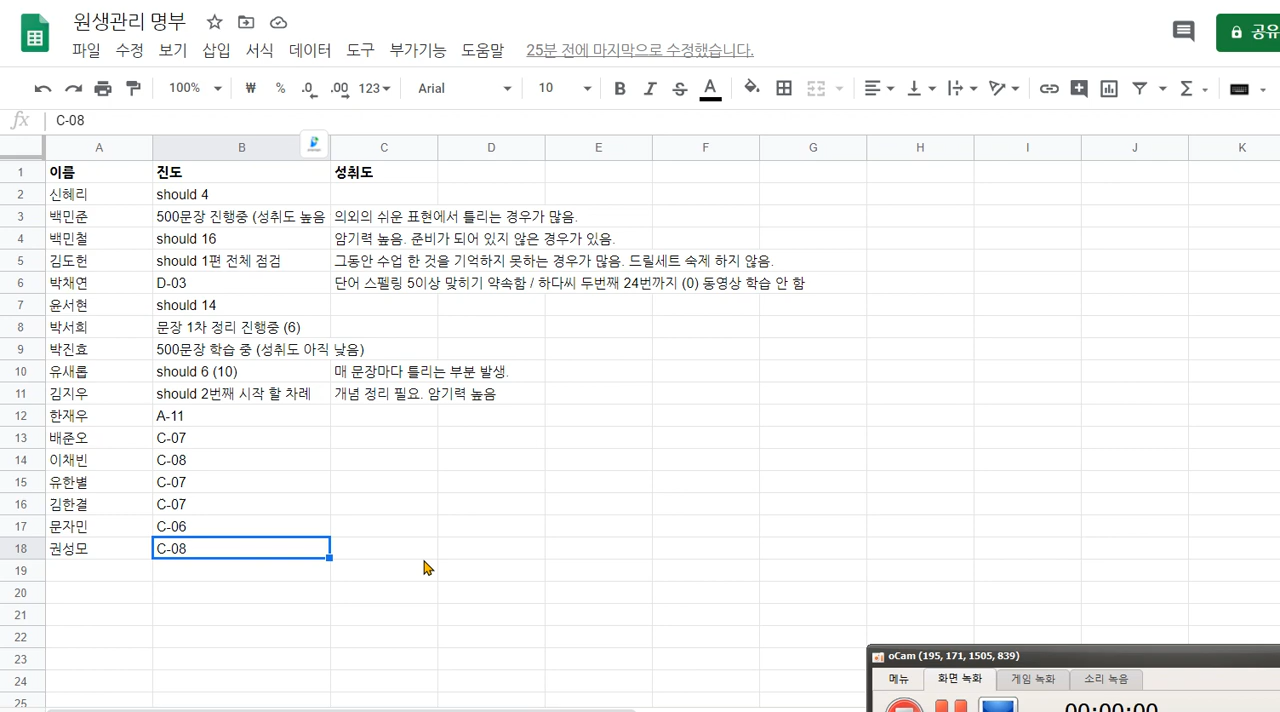 원생관리 명부
파일 수정 보기 삽입 서식 데이터 도구 부가기능 도움말 25분 전에 마지막으로 수정했습니다.
공유
100% ₩ % .0 .00 123 Arial 10 B I S A
fx C-08
A B C D E F G H I J K
1 이름 진도 성취도
2 신혜리 should 4
3 백민준 500문장 진행중 (성취도 높음 의외의 쉬운 표현에서 틀리는 경우가 많음.
4 백민철 should 16 암기력 높음. 준비가 되어 있지 않은 경우가 있음.
5 김도헌 should 1편 전체 점검 그동안 수업 한 것을 기억하지 못하는 경우가 많음. 드릴세트 숙제 하지 않음.
6 박채연 D-03 단어 스펠링 5이상 맞히기 약속함 / 하다씨 두번째 24번까지 (0) 동영상 학습 안 함
7 윤서현 should 14
8 박서희 문장 1차 정리 진행중 (6)
9 박진효 500문장 학습 중 (성취도 아직 낮음)
10 유새롭 should 6 (10) 매 문장마다 틀리는 부분 발생.
11 김지우 should 2번째 시작 할 차례 개념 정리 필요. 암기력 높음
12 한재우 A-11
13 배준오 C-07
14 이채빈 C-08
15 유한별 C-07
16 김한결 C-07
17 문자민 C-06
18 권성모 C-08
19
20
21
22
23
24
25
oCam (195, 171, 1505, 839)
메뉴 화면 녹화 게임 녹화 소리 녹음
00:00:00